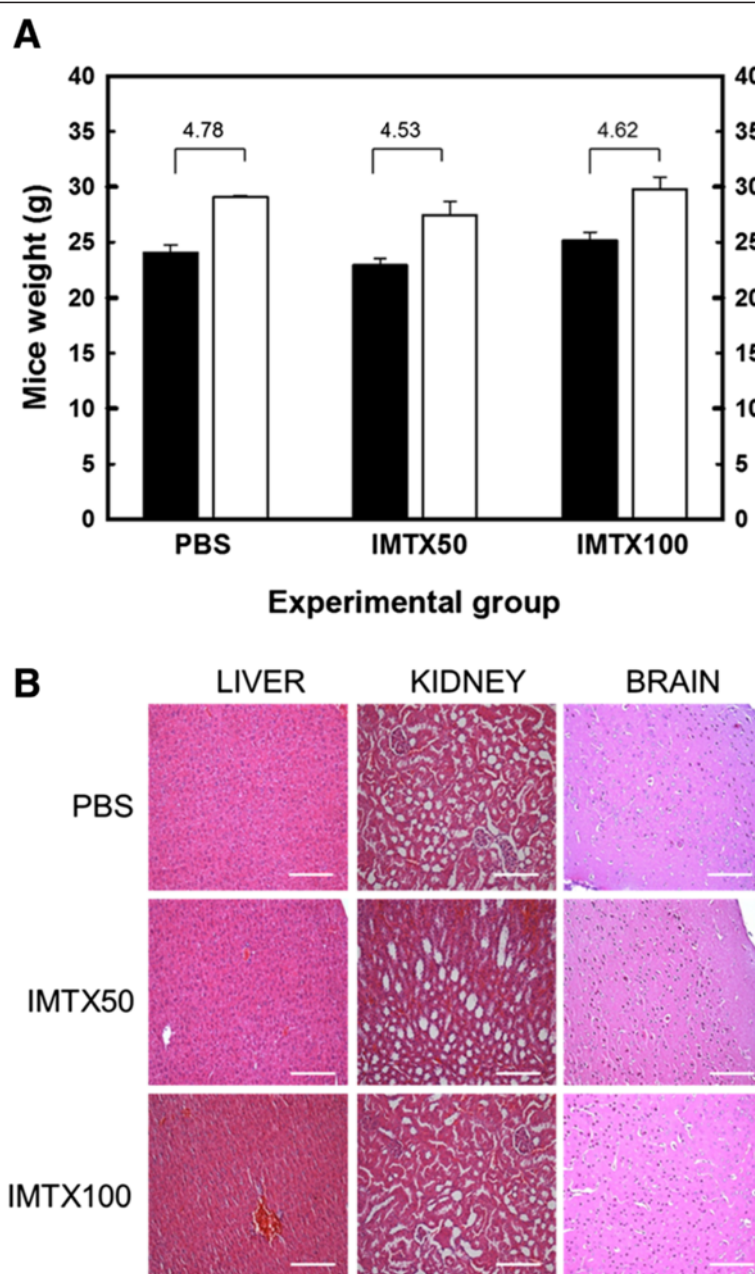 A
40 40
35 4.78 4.53 4.62 35
30 30
25 25
20 20
15 15
10 10
5 5
0 0
Mice weight (g)
PBS IMTX50 IMTX100
Experimental group
B
LIVER KIDNEY BRAIN
PBS
IMTX50
IMTX100